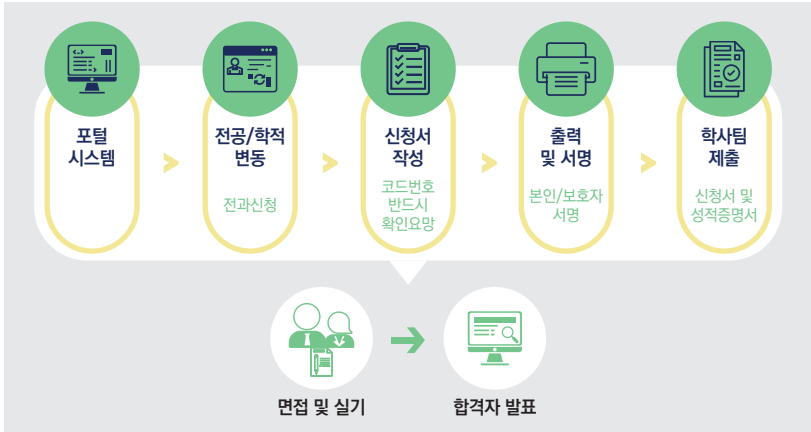 포털
시스템
전공/학적
변동
전과신청
신청서
작성
코드번호
반드시
확인요망
출력
및 서명
본인/보호자
서명
학사팀
제출
신청서 및
성적증명서
면접 및 실기
합격자 발표